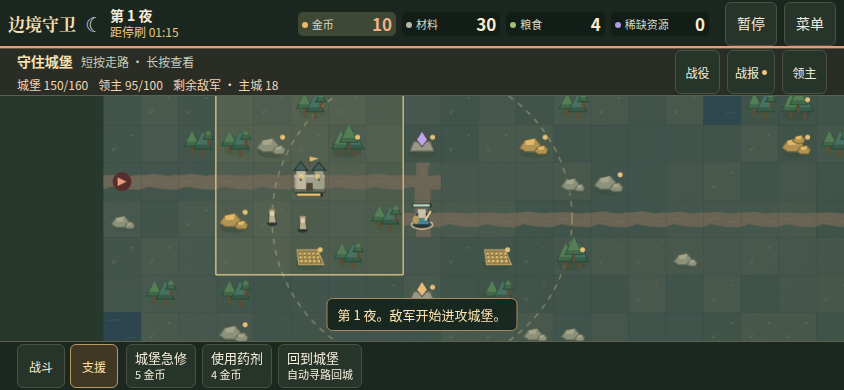 边境守卫
第 1 夜
距停刷 01:15
金币 10
材料 30
粮食 4
稀缺资源 0
暂停
菜单
守住城堡 短按走路 · 长按查看
城堡 150/160 领主 95/100 剩余敌军 · 主城 18
战役
战报
领主
第 1 夜。敌军开始进攻城堡。
战斗
支援
城堡急修
5 金币
使用药剂
4 金币
回到城堡
自动寻路回城